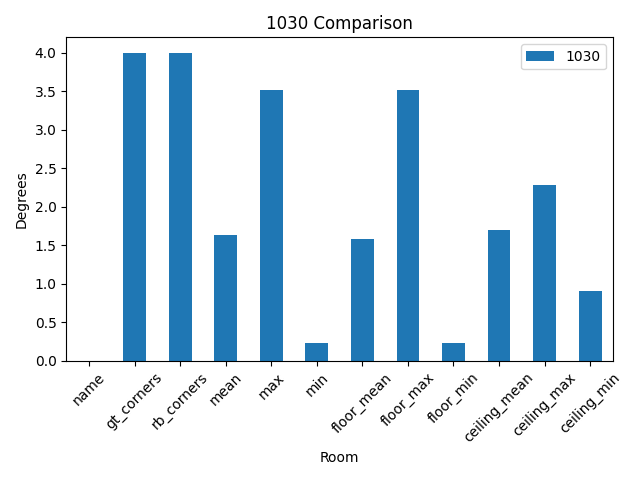 1030 Comparison
1030
Degrees
4.0
3.5
3.0
2.5
2.0
1.5
1.0
0.5
0.0
name
gt_corners
rb_corners
mean
max
min
floor_mean
floor_max
floor_min
ceiling_mean
ceiling_max
ceiling_min
Room